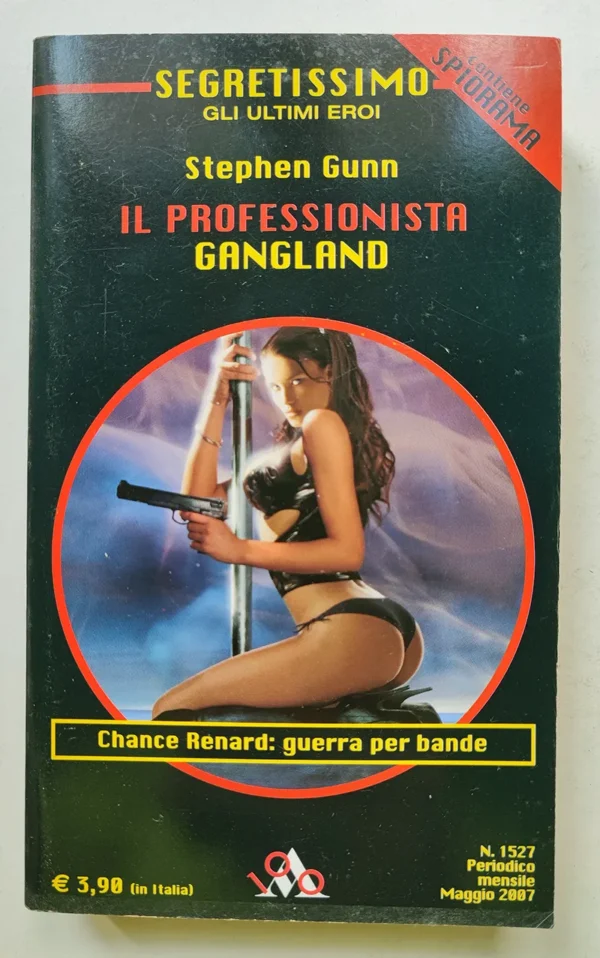 SEGRETISSIMO
GLI ULTIMI EROI
contiene
SPIORAMA
Stephen Gunn
IL PROFESSIONISTA
GANGLAND
Chance Renard: guerra per bande
€ 3,90 (in Italia)
100
N. 1527
Periodico
mensile
Maggio 2007